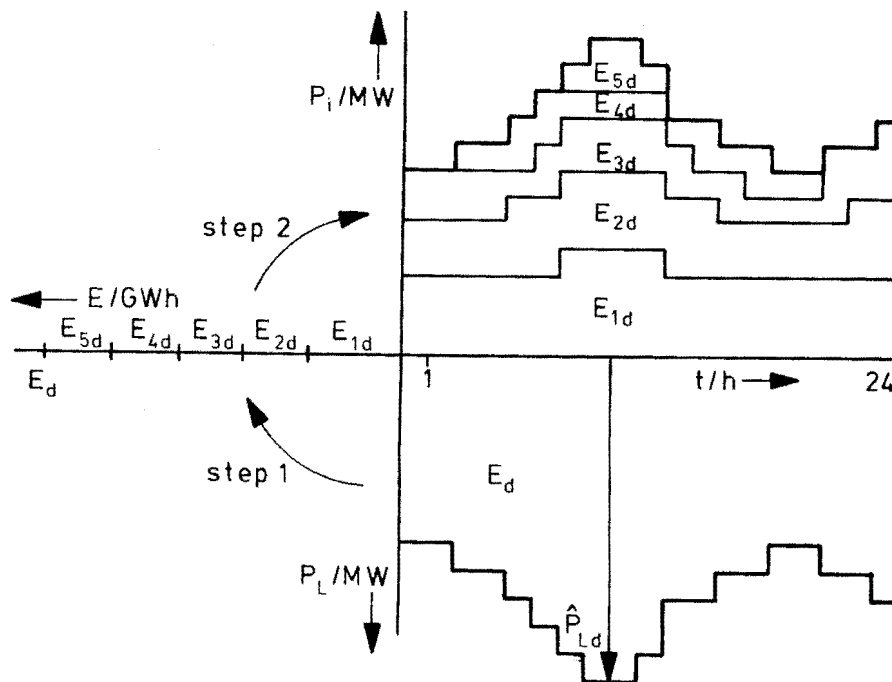 P_i/MW
E_5d
E_4d
E_3d
step 2
E_2d
E/GWh
E_5d E_4d E_3d E_2d E_1d
E_1d
E_d
1
t/h
24
step 1
E_d
P_L/MW
P̂_Ld